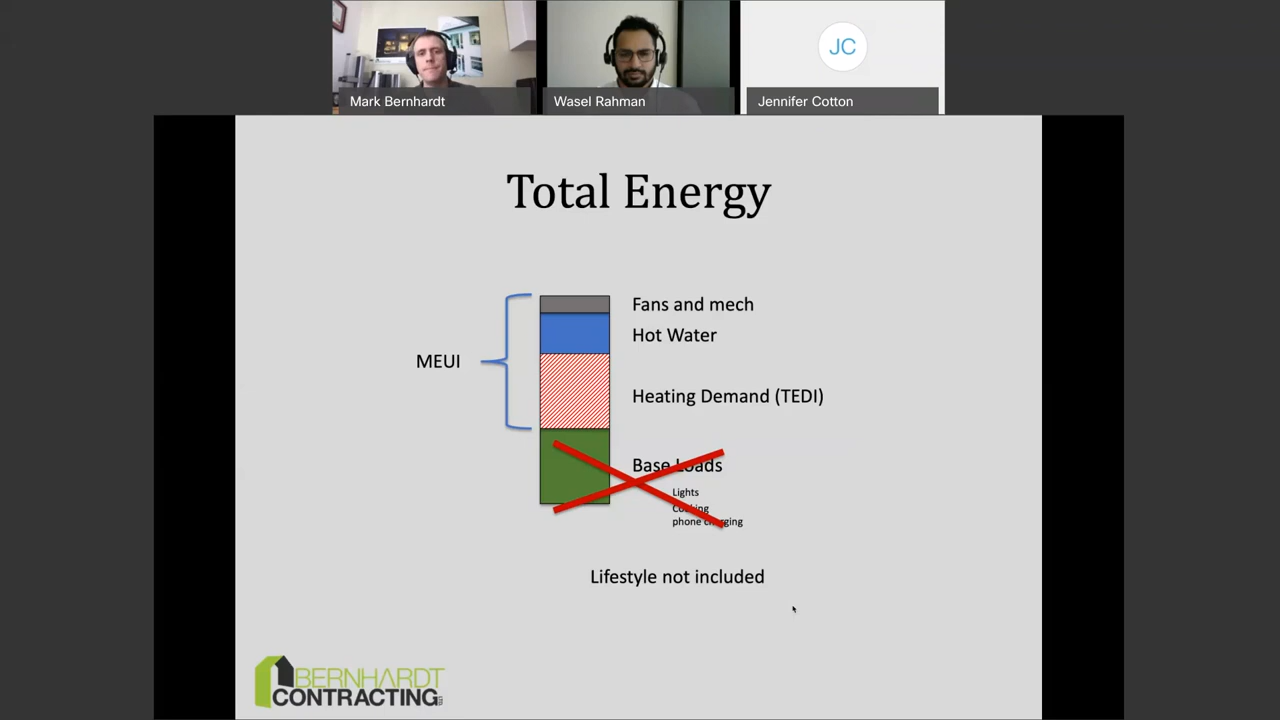 Mark Bernhardt
Wasel Rahman
JC
Jennifer Cotton
Total Energy
Fans and mech
Hot Water
MEUI
Heating Demand (TEDI)
Base Loads
Lights
Cooking
phone charging
Lifestyle not included
BERNHARDT
CONTRACTING LTD